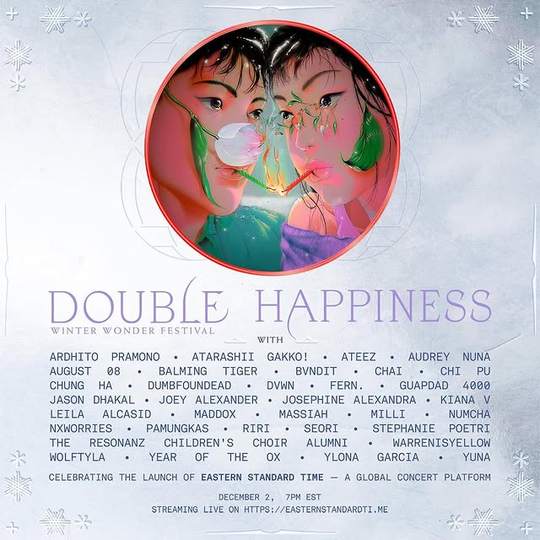 DOUBLE HAPPINESS
WINTER WONDER FESTIVAL
WITH
ARDHITO PRAMONO • ATARASHII GAKKO! • ATEEZ • AUDREY NUNA
AUGUST 08 • BALMING TIGER • BVNDIT • CHAI • CHI PU
CHUNG HA • DUMBFOUNDEAD • DVWN • FERN. • GUAPDAD 4000
JASON DHAKAL • JOEY ALEXANDER • JOSEPHINE ALEXANDRA • KIANA V
LEILA ALCASID • MADDOX • MASSIAH • MILLI • NUMCHA
NXWORRIES • PAMUNGKAS • RIRI • SEORI • STEPHANIE POETRI
THE RESONANZ CHILDREN'S CHOIR ALUMNI • WARRENISYELLOW
WOLFTYLA • YEAR OF THE OX • YLONA GARCIA • YUNA
CELEBRATING THE LAUNCH OF EASTERN STANDARD TIME — A GLOBAL CONCERT PLATFORM
DECEMBER 2, 7PM EST
STREAMING LIVE ON HTTPS://EASTERNSTANDARDTI.ME